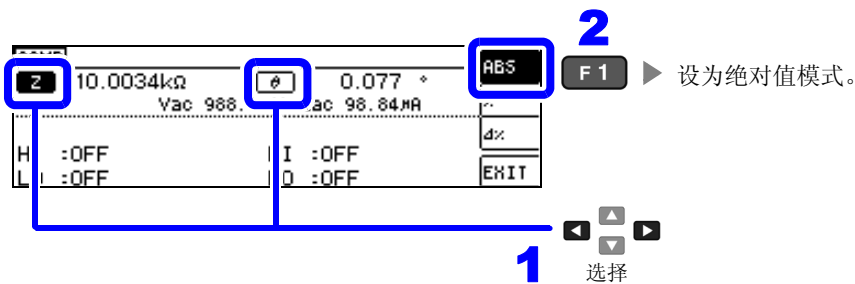 2
Z 10.0034kΩ θ 0.077 ° ABS F1 设为绝对值模式。
Vac 988. ac 98.84mA %
Δ%
H :OFF I :OFF
L :OFF O :OFF EXIT
1
选择